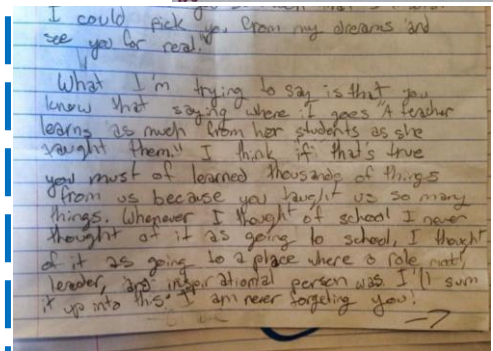 I could pick you from my dreams and
see you for real."
What I'm trying to say is that you
know that saying where I goes "A teacher
learns as much from her students as she
taught them." I think if that's true
you must of learned thousands of things
from us because you taught us so many
things. Whenever I thought of school I never
thought of it as going to school, I thought
of it as going to a place where a role model,
leader, and inspirational person was. I'll sum
it up into this: I am never forgeting you!